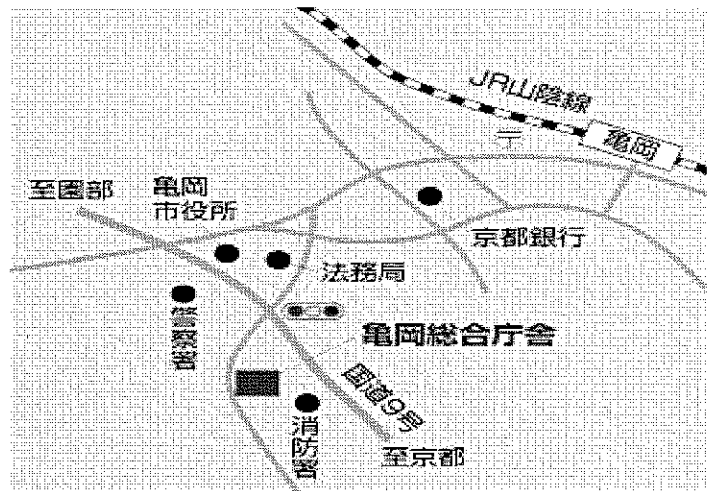 JR山陰線
亀岡
〒
至園部
亀岡
市役所
京都銀行
法務局
警察署
亀岡総合庁舎
国道9号
消防署
至京都